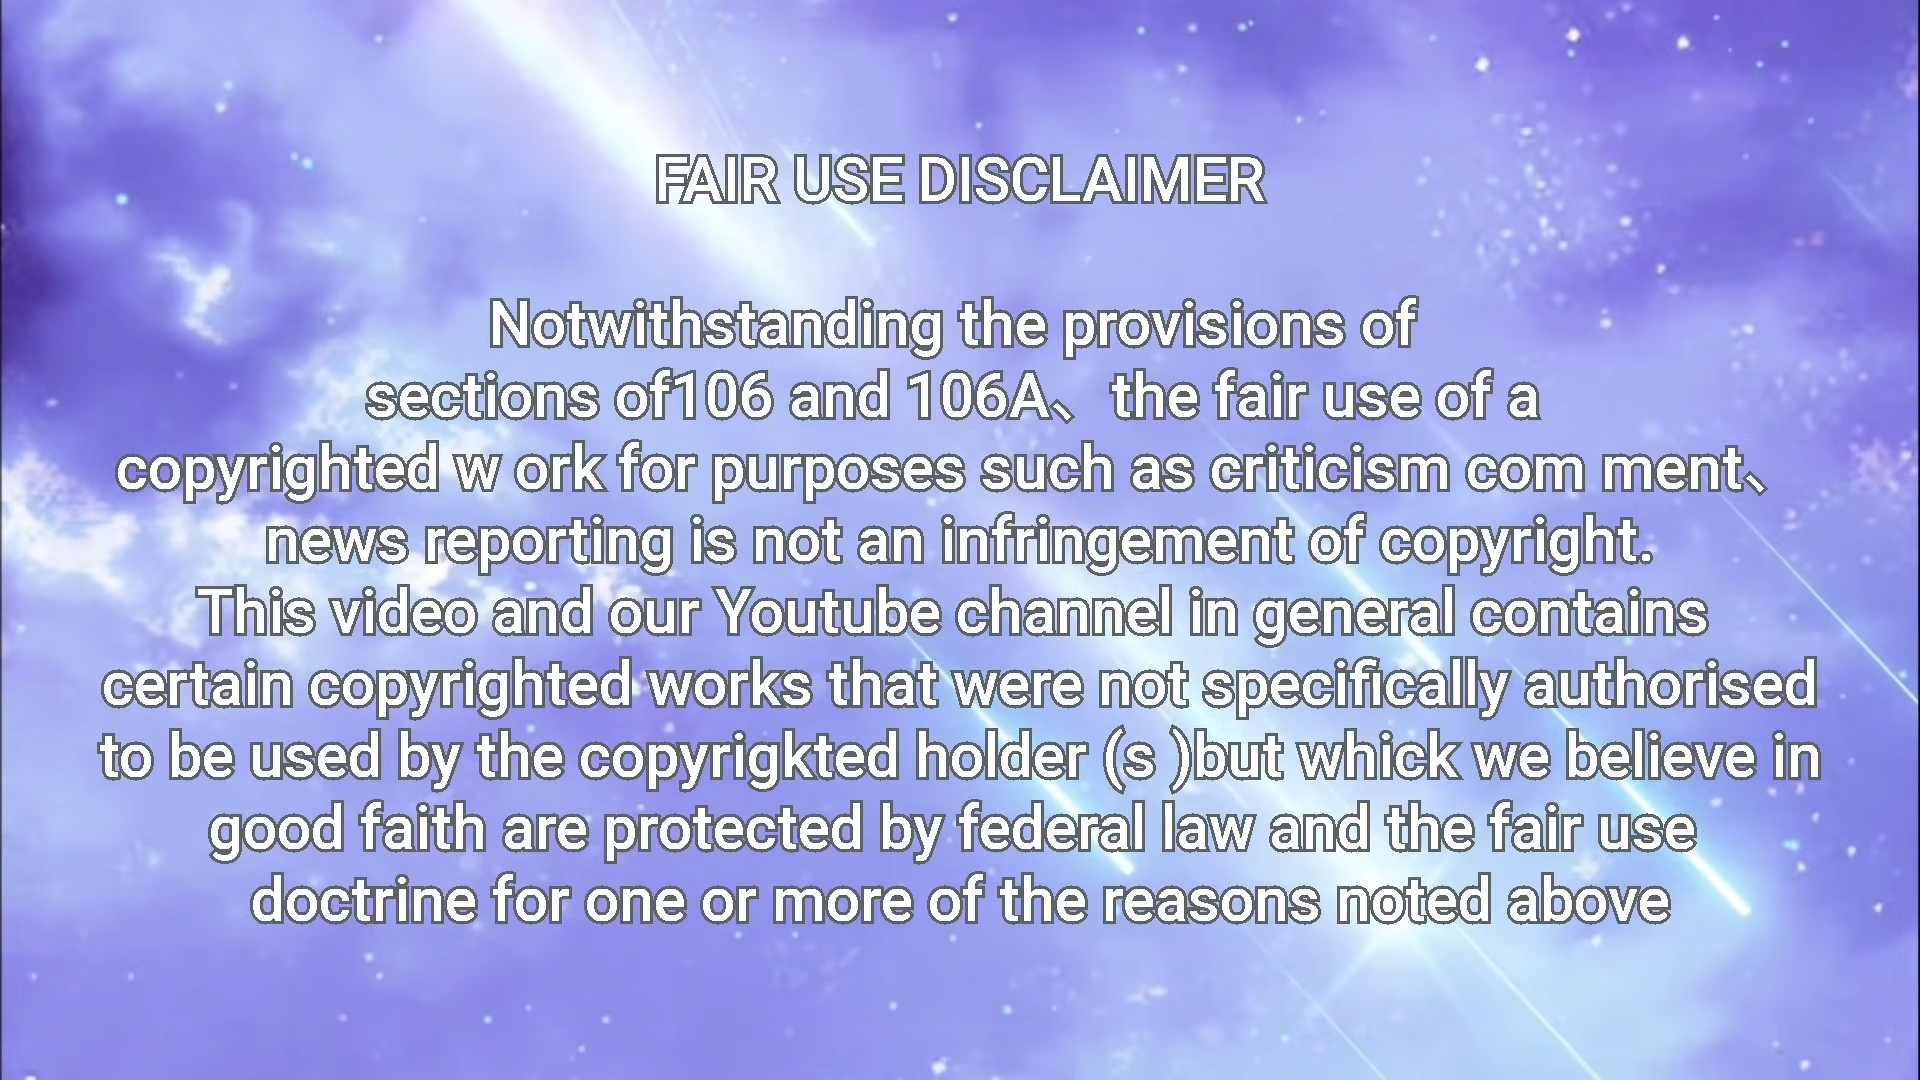 FAIR USE DISCLAIMER
Notwithstanding the provisions of
sections of106 and 106A、 the fair use of a
copyrighted w ork for purposes such as criticism com ment、
news reporting is not an infringement of copyright.
This video and our Youtube channel in general contains
certain copyrighted works that were not specifically authorised
to be used by the copyrigkted holder (s )but whick we believe in
good faith are protected by federal law and the fair use
doctrine for one or more of the reasons noted above